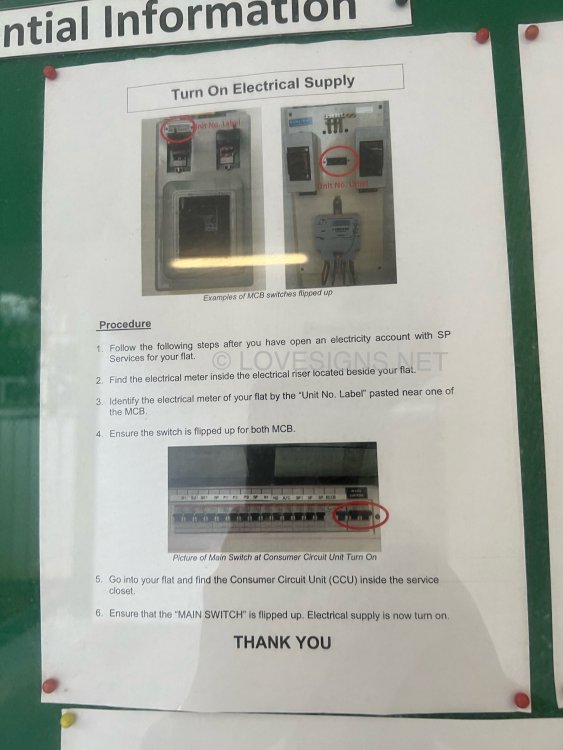 ntial Information
Turn On Electrical Supply
Unit No. Label
Unit No. Label
Examples of MCB switches flipped up
Procedure
1. Follow the following steps after you have open an electricity account with SP
Services for your flat.
© LOVESIGNS.NET
2. Find the electrical meter inside the electrical riser located beside your flat.
3. Identify the electrical meter of your flat by the “Unit No. Label” pasted near one of
the MCB.
4. Ensure the switch is flipped up for both MCB.
Picture of Main Switch at Consumer Circuit Unit Turn On
5. Go into your flat and find the Consumer Circuit Unit (CCU) inside the service
closet.
6. Ensure that the “MAIN SWITCH” is flipped up. Electrical supply is now turn on.
THANK YOU